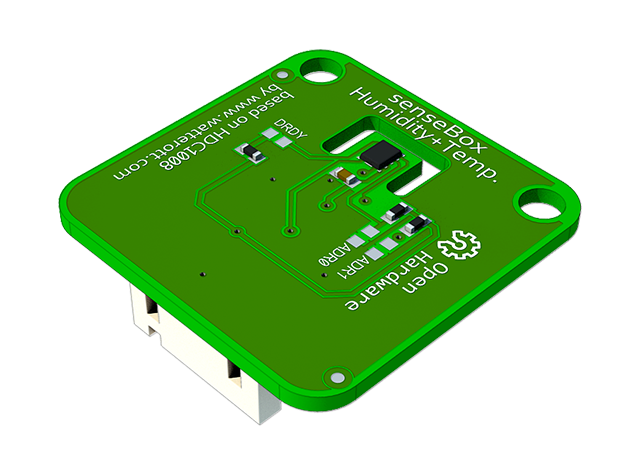 senseBox
Humidity+Temp.
based on HDC1008
by www.watterott.com
DRDY
ADR0
ADR1
Open
Hardware